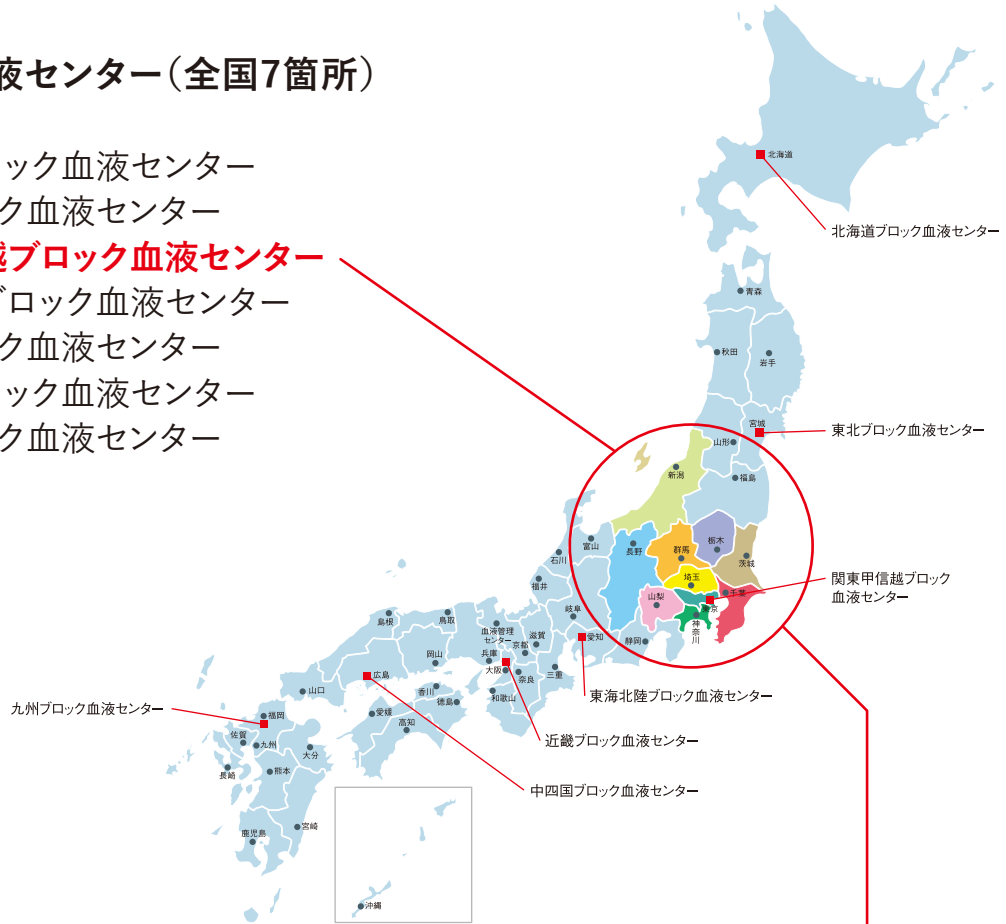 液センター(全国7箇所)
ック血液センター
ク血液センター
越ブロック血液センター
ブロック血液センター
ク血液センター
ック血液センター
ク血液センター
北海道
北海道ブロック血液センター
青森
秋田
岩手
宮城
東北ブロック血液センター
山形
福島
新潟
富山
石川
長野
群馬
栃木
茨城
福井
埼玉
関東甲信越ブロック
血液センター
山梨
千葉
東京
神奈川
岐阜
愛知
静岡
島根
鳥取
血液管理
センター
京都
滋賀
岡山
兵庫
大阪
奈良
三重
広島
香川
徳島
和歌山
東海北陸ブロック血液センター
山口
九州ブロック血液センター
福岡
愛媛
高知
佐賀
九州
大分
近畿ブロック血液センター
長崎
熊本
中四国ブロック血液センター
鹿児島
宮崎
沖縄